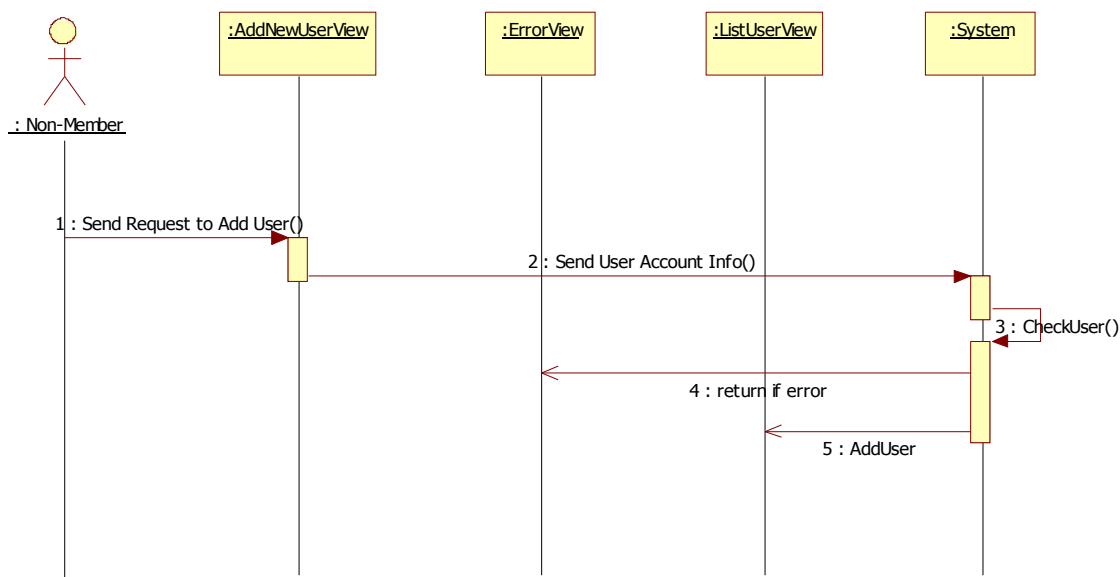 :AddNewUserView
:ErrorView
:ListUserView
:System
: Non-Member
1 : Send Request to Add User()
2 : Send User Account Info()
3 : CheckUser()
4 : return if error
5 : AddUser